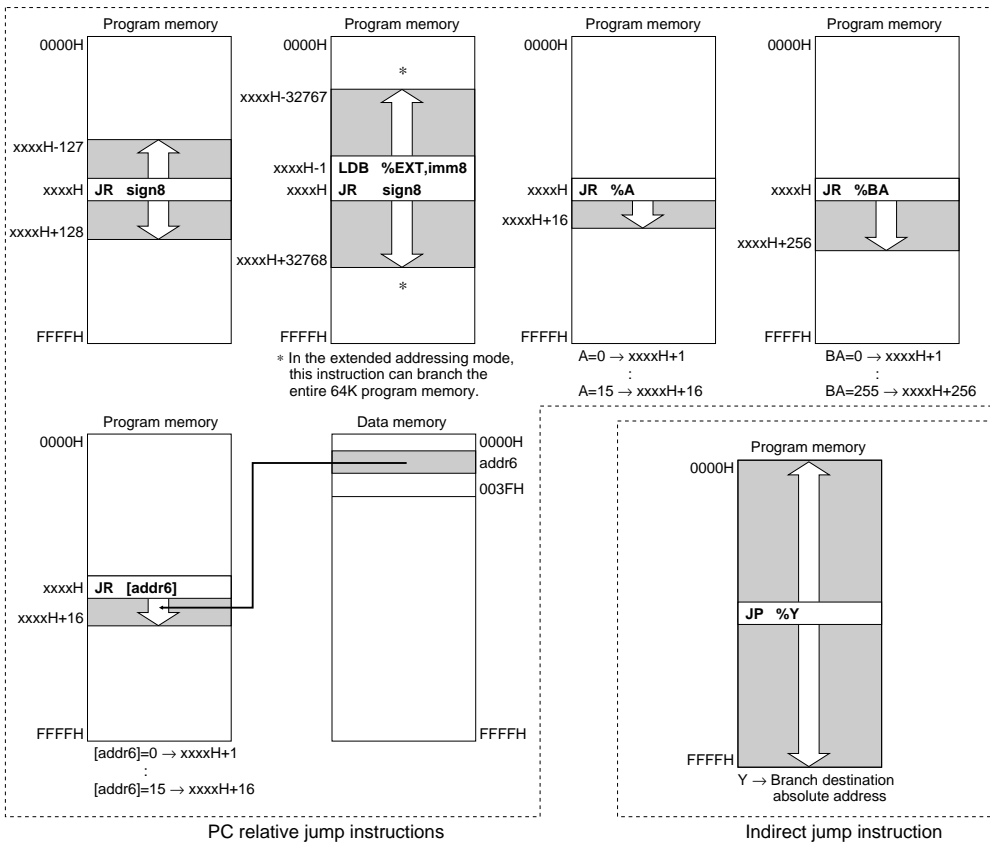 Program memory
0000H
xxxxH-127
xxxxH
JR sign8
xxxxH+128
FFFFH
Program memory
0000H
*
xxxxH-32767
xxxxH-1
LDB %EXT,imm8
xxxxH
JR sign8
xxxxH+32768
*
FFFFH
* In the extended addressing mode,
this instruction can branch the
entire 64K program memory.
Program memory
0000H
xxxxH
JR %A
xxxxH+16
FFFFH
A=0 → xxxxH+1
:
A=15 → xxxxH+16
Program memory
0000H
xxxxH
JR %BA
xxxxH+256
FFFFH
BA=0 → xxxxH+1
:
BA=255 → xxxxH+256
Program memory
0000H
xxxxH
JR [addr6]
xxxxH+16
FFFFH
[addr6]=0 → xxxxH+1
:
[addr6]=15 → xxxxH+16
Data memory
0000H
addr6
003FH
FFFFH
PC relative jump instructions
Program memory
0000H
JP %Y
FFFFH
Y → Branch destination
absolute address
Indirect jump instruction